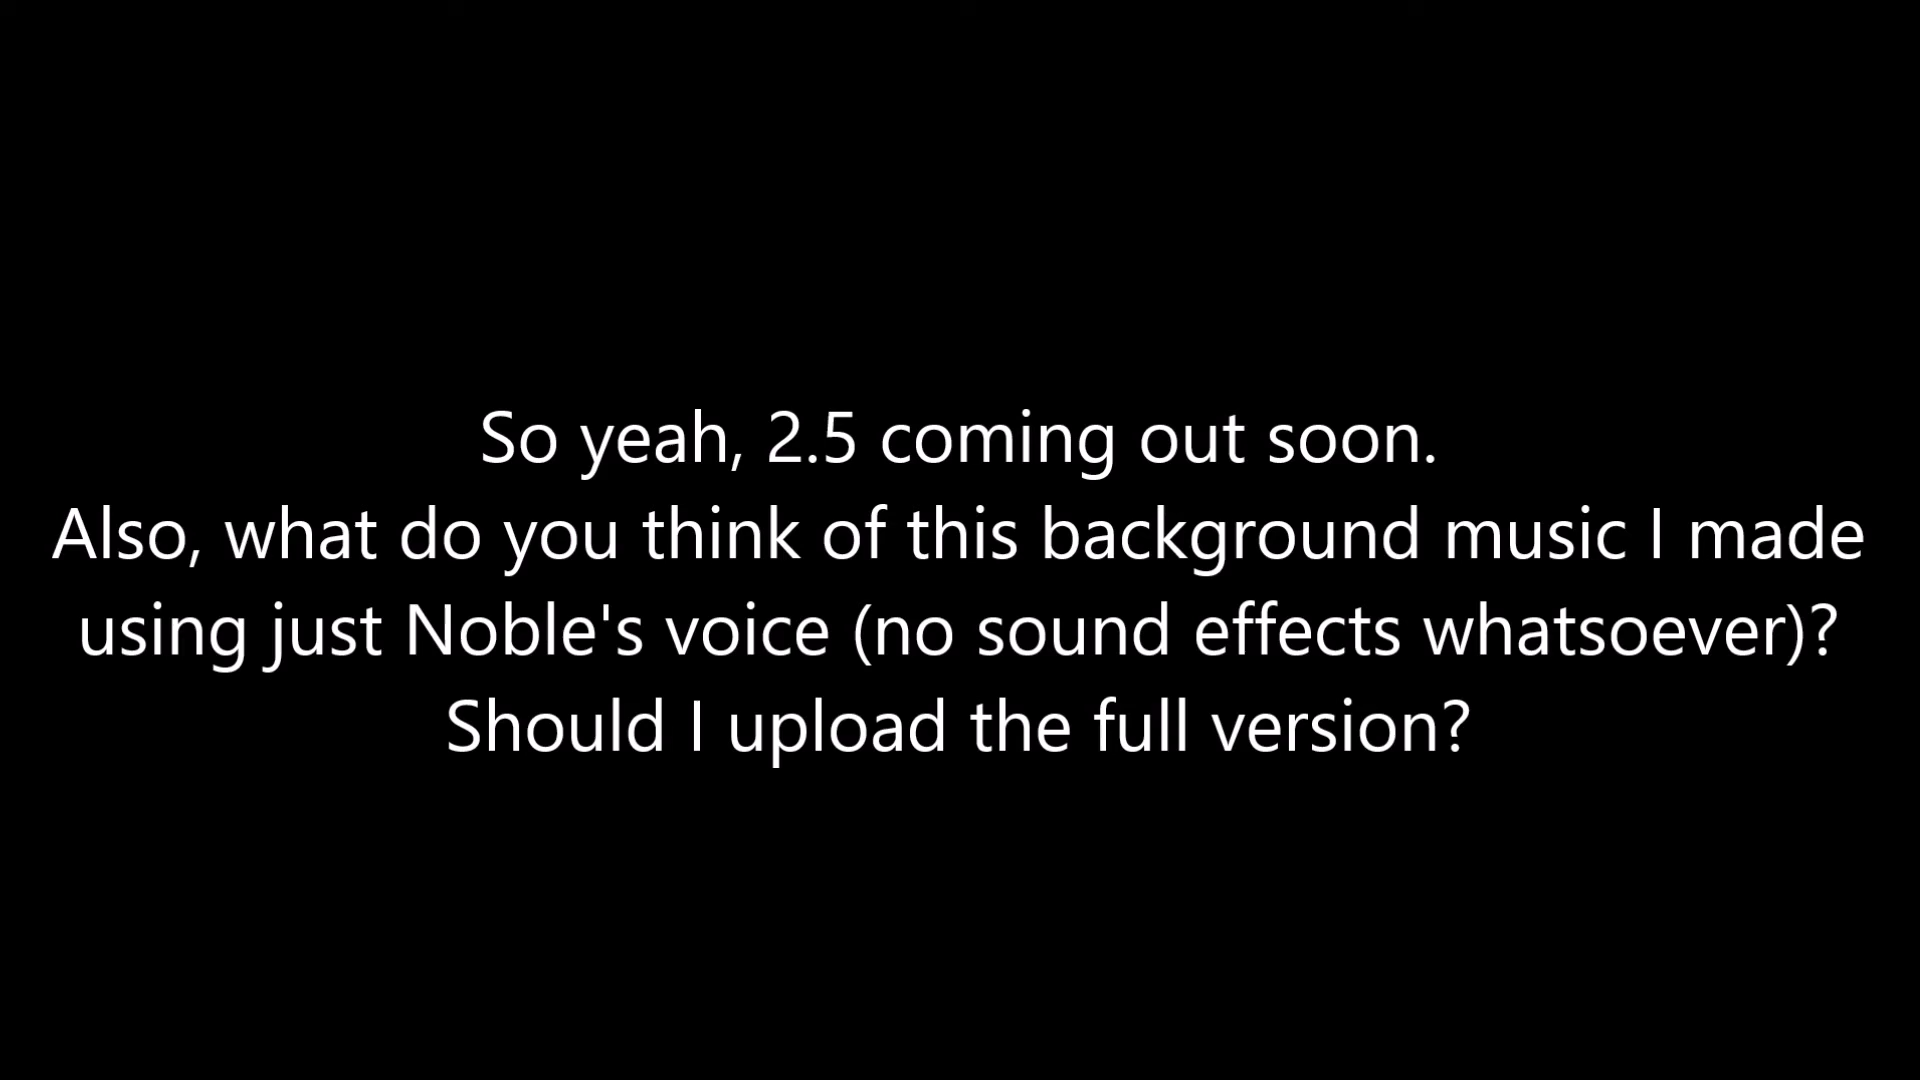 So yeah, 2.5 coming out soon.
Also, what do you think of this background music I made
using just Noble's voice (no sound effects whatsoever)?
Should I upload the full version?